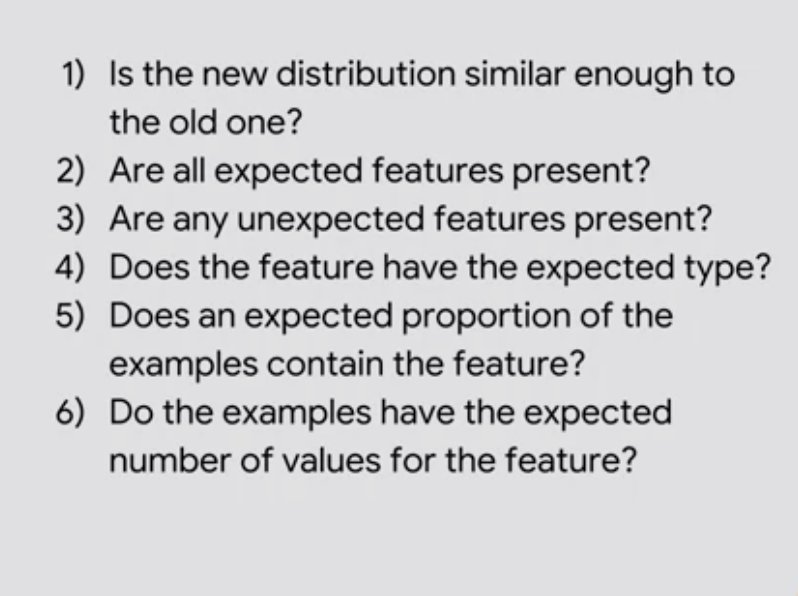 1) Is the new distribution similar enough to
the old one?
2) Are all expected features present?
3) Are any unexpected features present?
4) Does the feature have the expected type?
5) Does an expected proportion of the
examples contain the feature?
6) Do the examples have the expected
number of values for the feature?